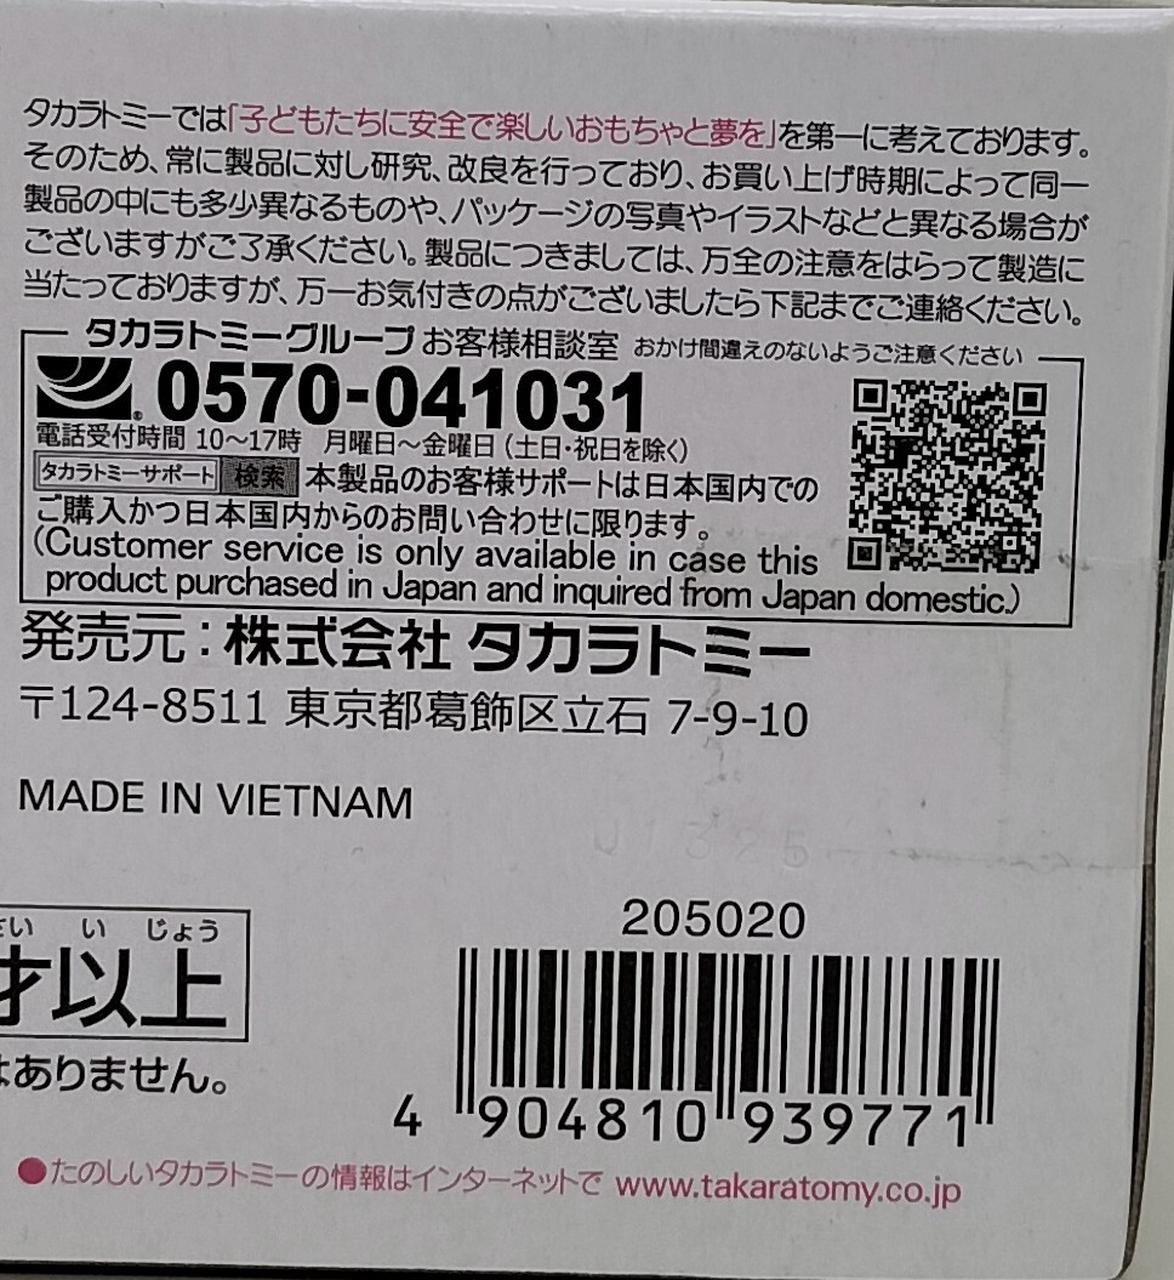 タカラトミーでは「子どもたちに安全で楽しいおもちゃと夢を」を第一に考えております。
そのため、常に製品に対し研究、改良を行っており、お買い上げ時期によって同一
製品の中にも多少異なるものや、パッケージの写真やイラストなどと異なる場合が
ございますがご了承ください。製品につきましては、万全の注意をはらって製造に
当たっておりますが、万一お気付きの点がございましたら下記までご連絡ください。
タカラトミーグループ お客様相談室 おかけ間違えのないようご注意ください
0570-041031
電話受付時間 10〜17時 月曜日〜金曜日（土日・祝日を除く）
タカラトミーサポート 検索 本製品のお客様サポートは日本国内での
ご購入かつ日本国内からのお問い合わせに限ります。
(Customer service is only available in case this
product purchased in Japan and inquired from Japan domestic.)
発売元：株式会社 タカラトミー
〒124-8511 東京都葛飾区立石 7-9-10
MADE IN VIETNAM
205020
さい い じょう
才以上
はありません。
4 904810 939771
●たのしいタカラトミーの情報はインターネットで www.takaratomy.co.jp